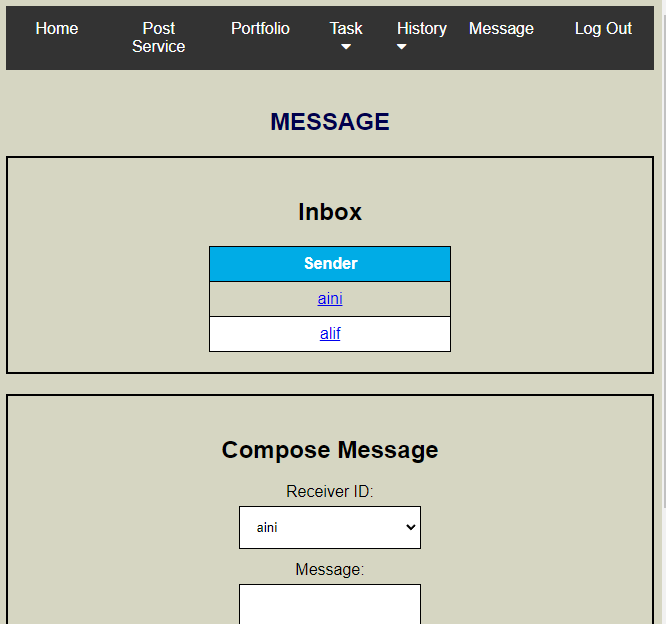 Home Post Service Portfolio Task History Message Log Out
MESSAGE
Inbox
Sender
aini
alif
Compose Message
Receiver ID:
aini
Message: